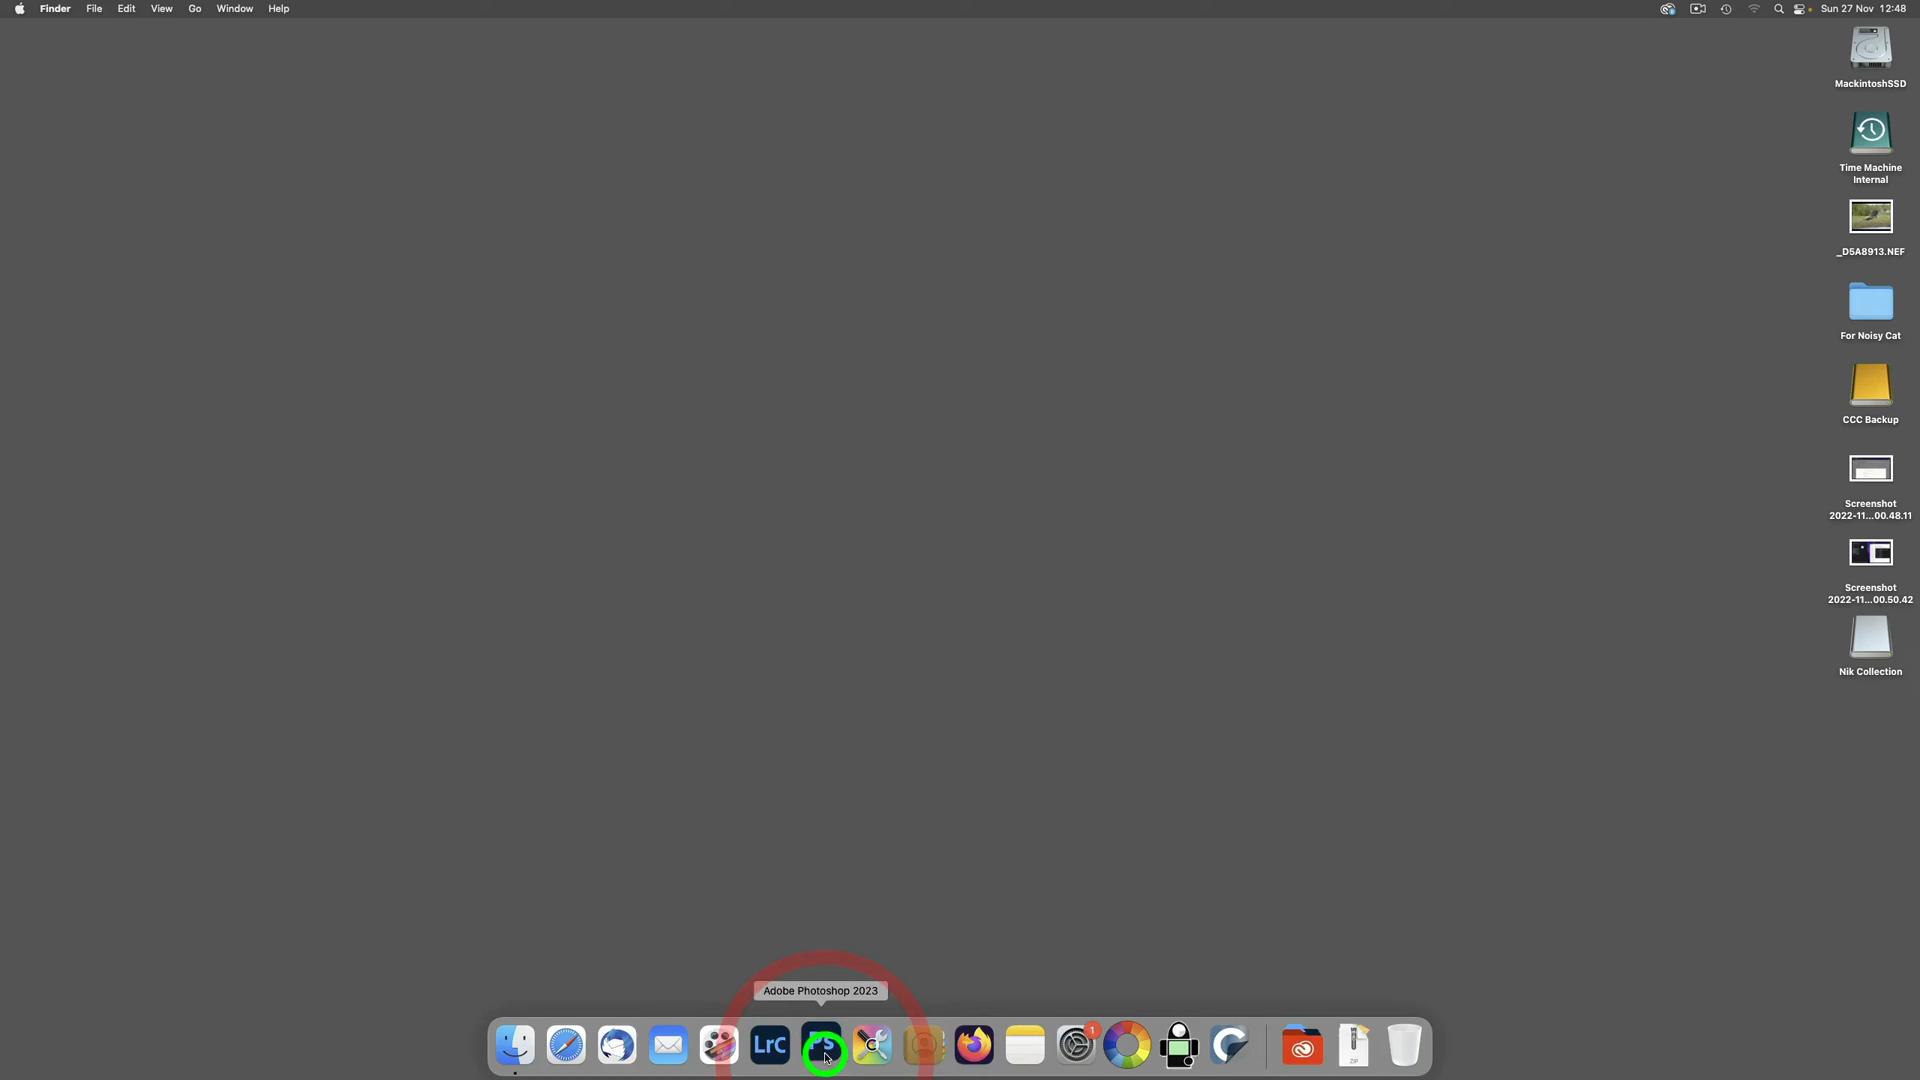 Finder File Edit View Go Window Help
Sun 27 Nov 12:48
MackintoshSSD
Time Machine
Internal
_D5A8913.NEF
For Noisy Cat
CCC Backup
Screenshot
2022-11...00.48.11
Screenshot
2022-11...00.50.42
Nik Collection
Adobe Photoshop 2023
LrC
Ps
1
ZIP